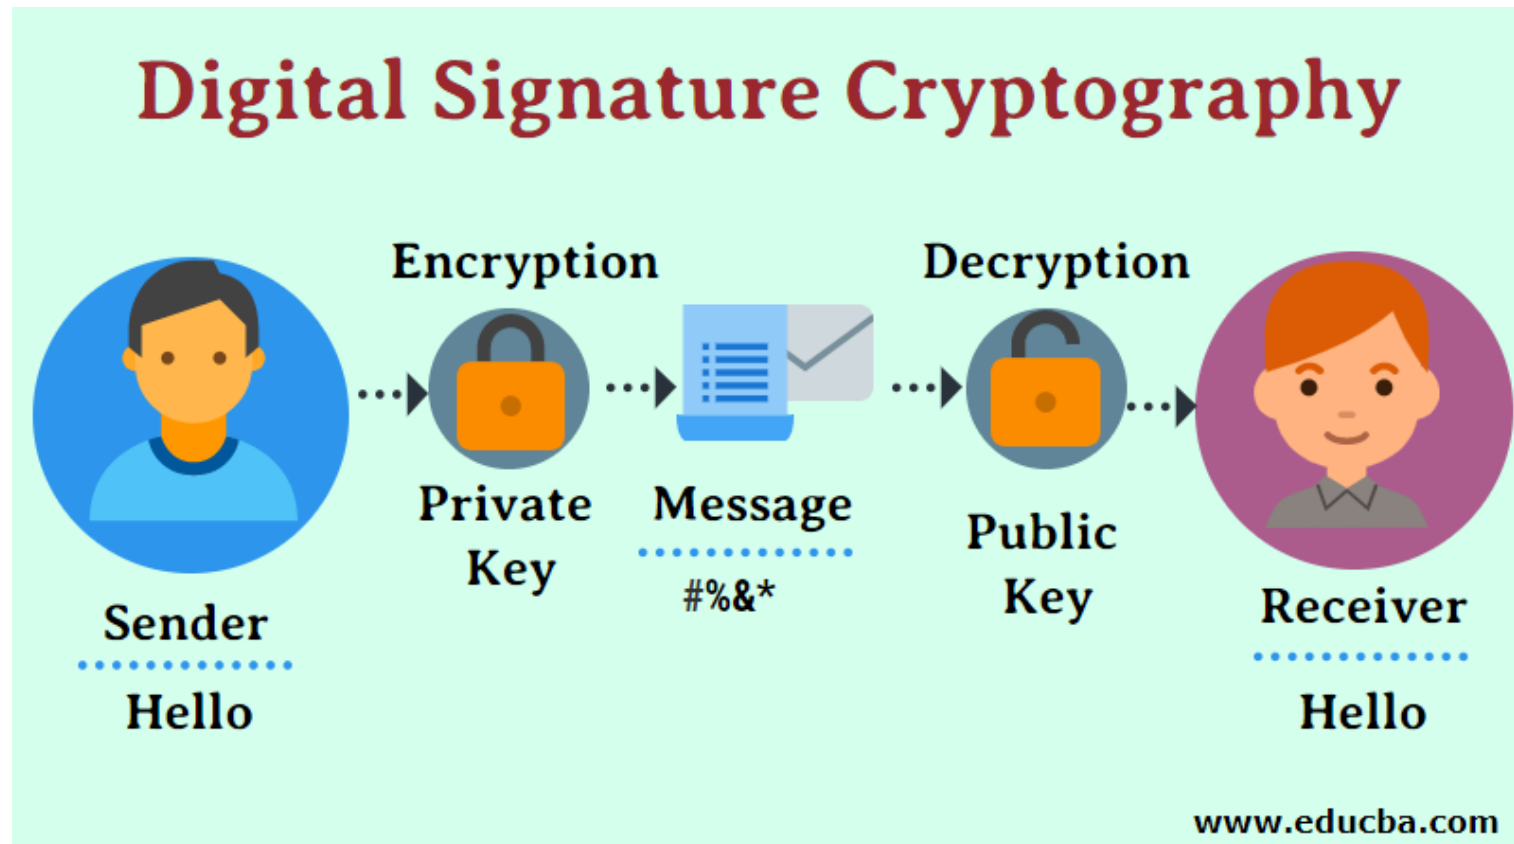 Digital Signature Cryptography
Encryption
Decryption
Private
Key
Message
#%&*
Public
Key
Sender
Hello
Receiver
Hello
www.educba.com